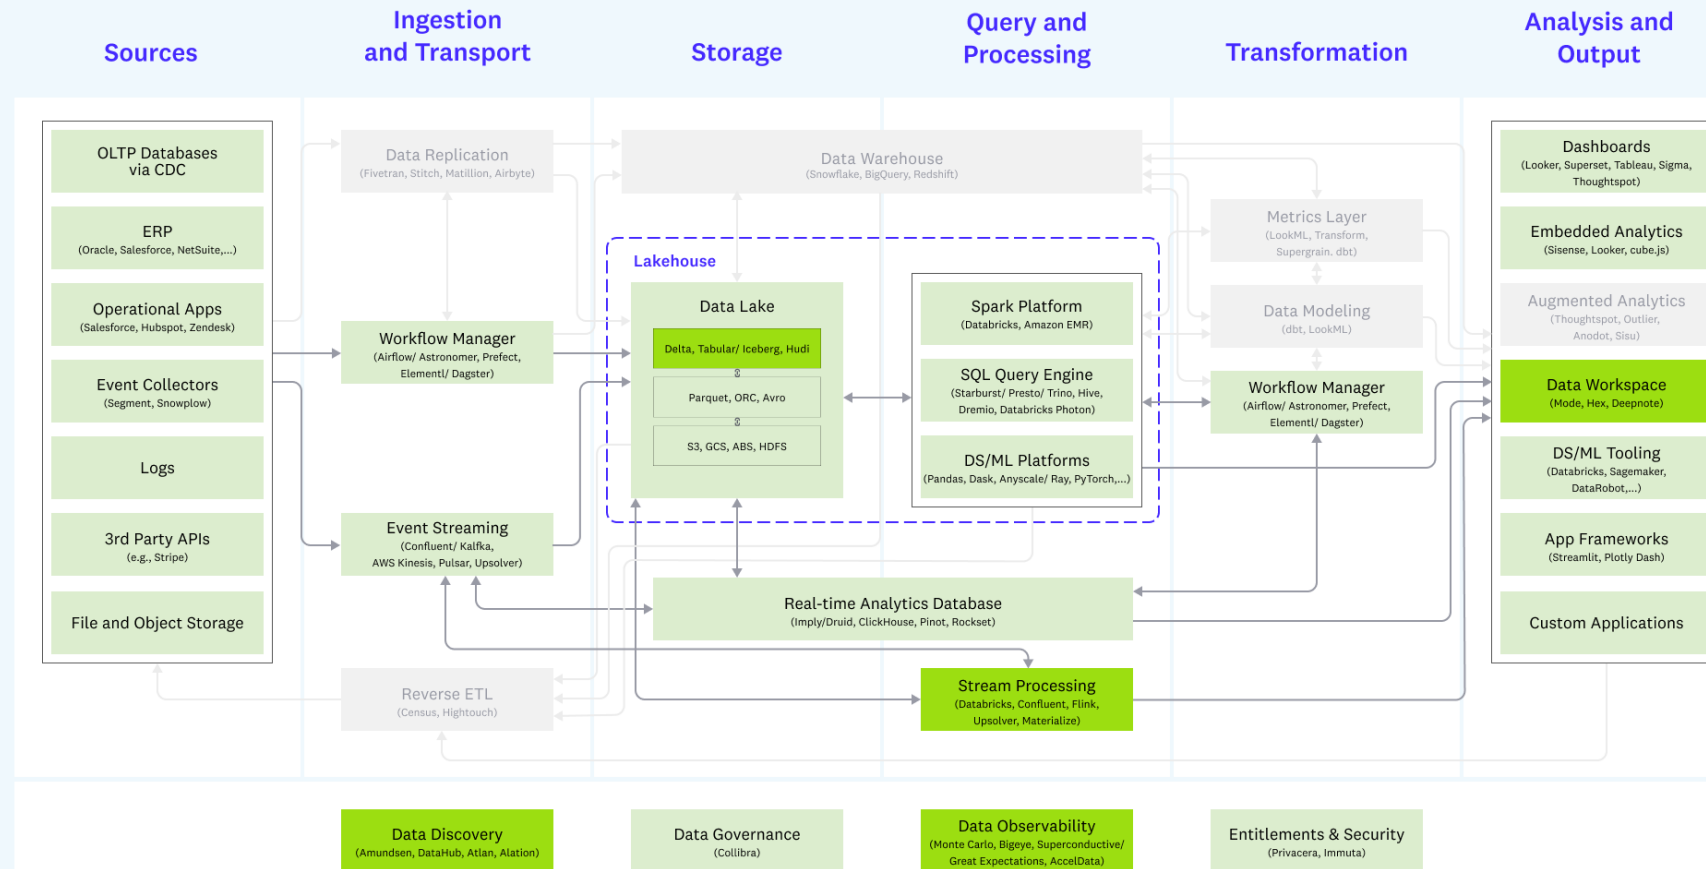 Sources
Ingestion
and Transport
Storage
Query and
Processing
Transformation
Analysis and
Output
OLTP Databases
via CDC
ERP
(Oracle, Salesforce, NetSuite,...)
Operational Apps
(Salesforce, Hubspot, Zendesk)
Event Collectors
(Segment, Snowplow)
Logs
3rd Party APIs
(e.g., Stripe)
File and Object Storage
Data Replication
(Fivetran, Stitch, Matillion, Airbyte)
Workflow Manager
(Airflow/ Astronomer, Prefect,
Elementl/ Dagster)
Event Streaming
(Confluent/ Kalfka,
AWS Kinesis, Pulsar, Upsolver)
Reverse ETL
(Census, Hightouch)
Data Warehouse
(Snowflake, BigQuery, Redshift)
Lakehouse
Data Lake
Delta, Tabular/ Iceberg, Hudi
Parquet, ORC, Avro
S3, GCS, ABS, HDFS
Spark Platform
(Databricks, Amazon EMR)
SQL Query Engine
(Starburst/ Presto/ Trino, Hive,
Dremio, Databricks Photon)
DS/ML Platforms
(Pandas, Dask, Anyscale/ Ray, PyTorch,...)
Real-time Analytics Database
(Imply/Druid, ClickHouse, Pinot, Rockset)
Stream Processing
(Databricks, Confluent, Flink,
Upsolver, Materialize)
Metrics Layer
(LookML, Transform,
Supergrain. dbt)
Data Modeling
(dbt, LookML)
Workflow Manager
(Airflow/ Astronomer, Prefect,
Elementl/ Dagster)
Dashboards
(Looker, Superset, Tableau, Sigma,
Thoughtspot)
Embedded Analytics
(Sisense, Looker, cube.js)
Augmented Analytics
(Thoughtspot, Outlier,
Anodot, Sisu)
Data Workspace
(Mode, Hex, Deepnote)
DS/ML Tooling
(Databricks, Sagemaker,
DataRobot,...)
App Frameworks
(Streamlit, Plotly Dash)
Custom Applications
Data Discovery
(Amundsen, DataHub, Atlan, Alation)
Data Governance
(Collibra)
Data Observability
(Monte Carlo, Bigeye, Superconductive/
Great Expectations, AccelData)
Entitlements & Security
(Privacera, Immuta)